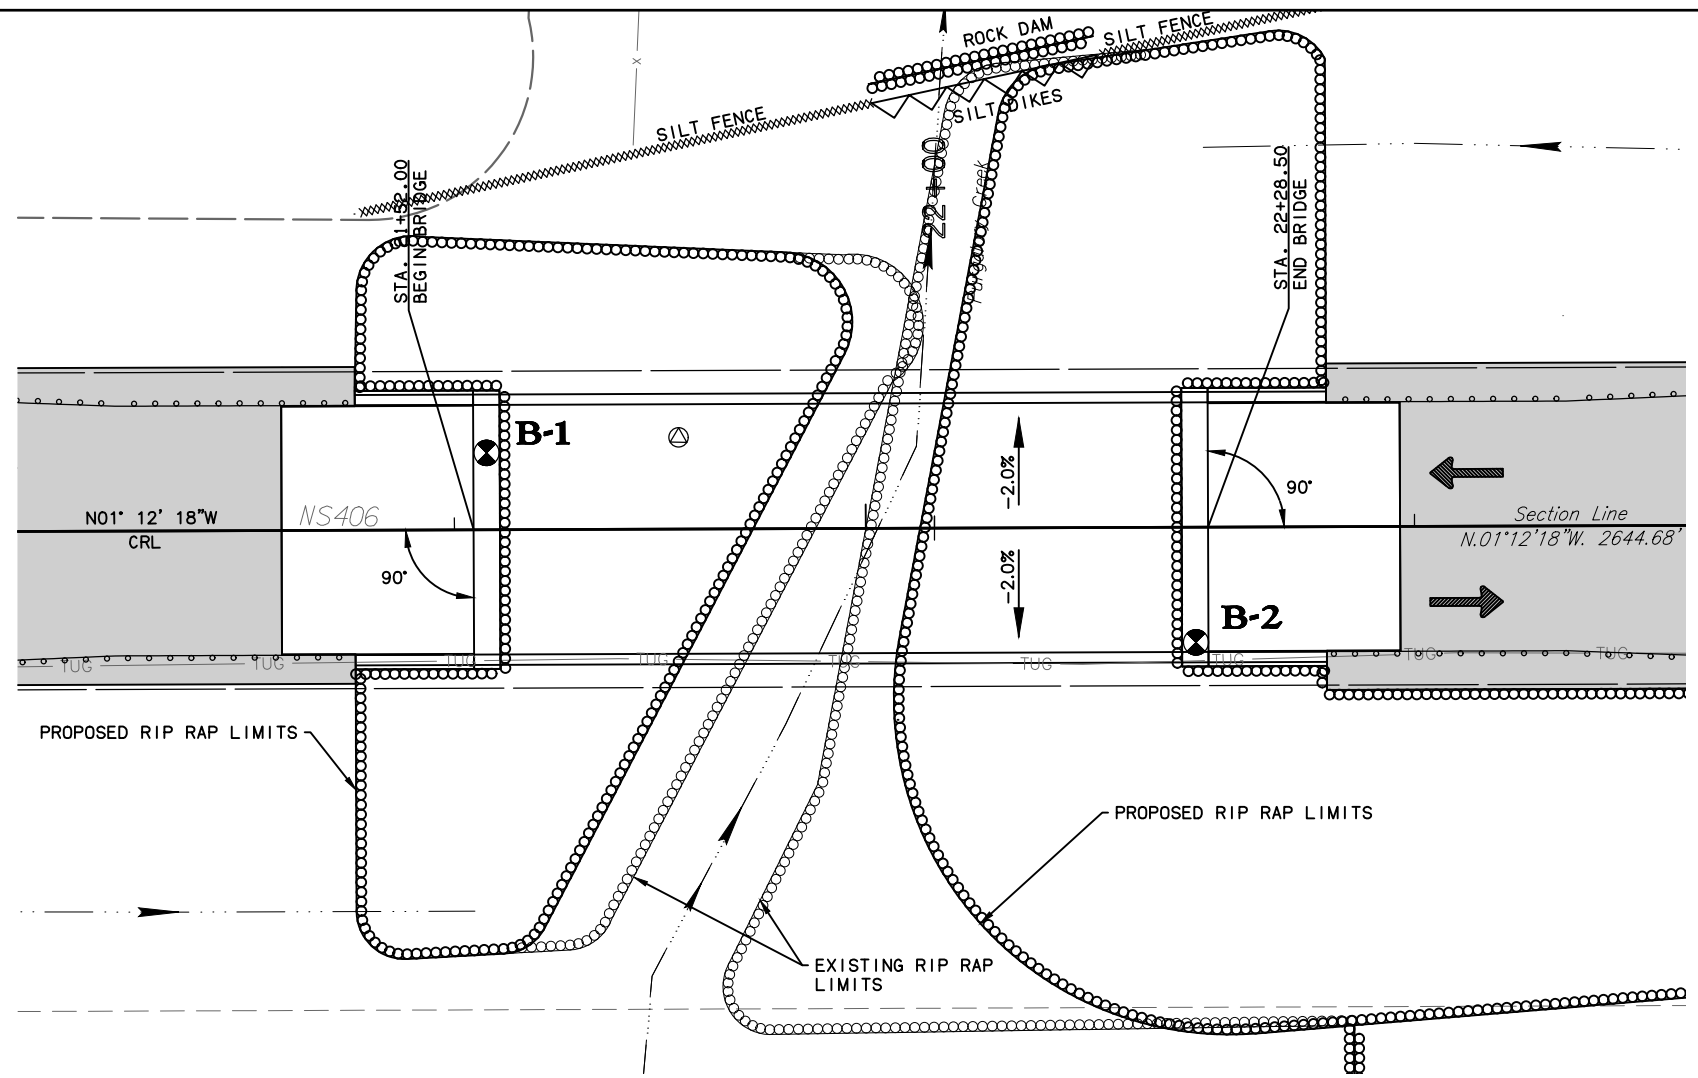 ROCK DAM
SILT FENCE
SILT FENCE
SILT DIKES
STA. 21+52.00
BEGIN BRIDGE
22+00
Creek
STA. 22+28.50
END BRIDGE
B-1
-2.0%
90°
N01° 12' 18"W
CRL
NS406
Section Line
N.01°12'18"W. 2644.68'
90°
-2.0%
B-2
TUG
TUG
TUG
TUG
TUG
TUG
TUG
TUG
TUG
PROPOSED RIP RAP LIMITS
PROPOSED RIP RAP LIMITS
EXISTING RIP RAP
LIMITS
x